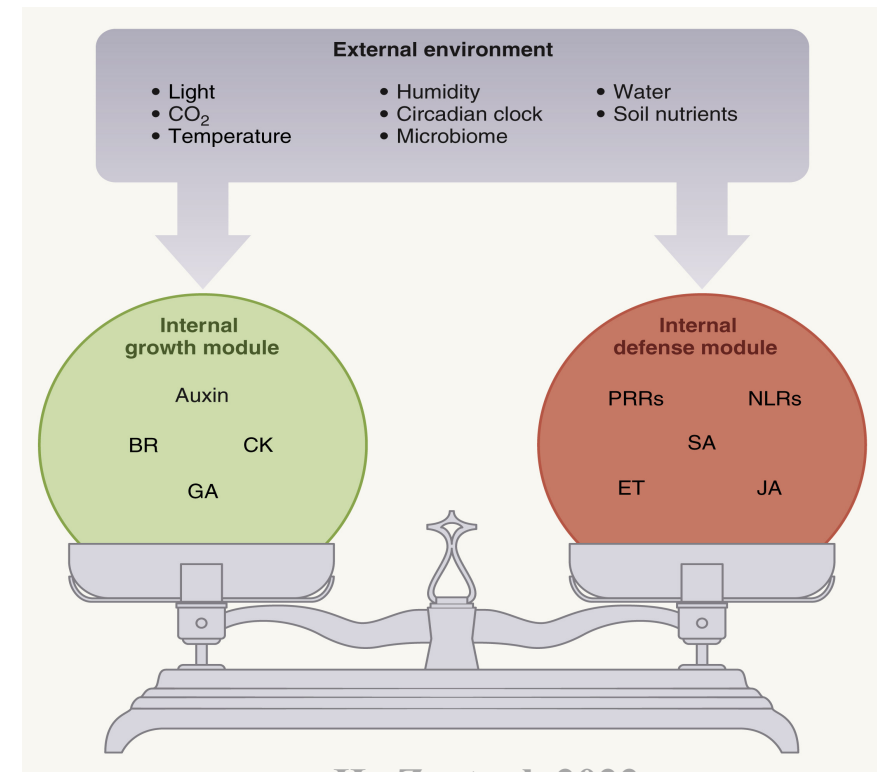 External environment
• Light
• CO₂
• Temperature
• Humidity
• Circadian clock
• Microbiome
• Water
• Soil nutrients
Internal
growth module
Auxin
BR CK
GA
Internal
defense module
PRRs NLRs
SA
ET JA